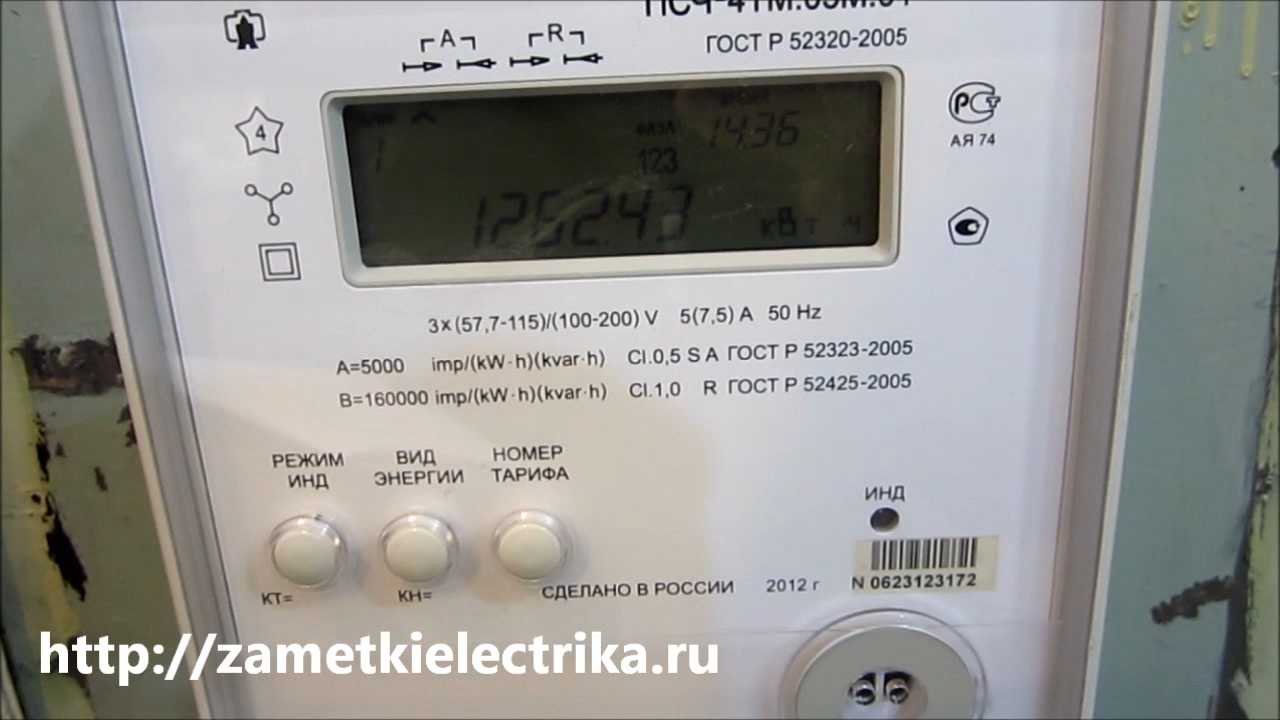 ГОСТ Р 52320-2005
A R
4
ФАЗА 14.36
1
123
1262.43 кВт ч
АЯ 74
3×(57,7-115)/(100-200) V 5(7,5) A 50 Hz
A=5000 imp/(kW·h)(kvar·h) Cl.0,5 S A ГОСТ Р 52323-2005
B=160000 imp/(kW·h)(kvar·h) Cl.1,0 R ГОСТ Р 52425-2005
РЕЖИМ ИНД
ВИД ЭНЕРГИИ
НОМЕР ТАРИФА
ИНД
КТ=
КН=
СДЕЛАНО В РОССИИ 2012 г
N 0623123172
http://zametkielectrika.ru